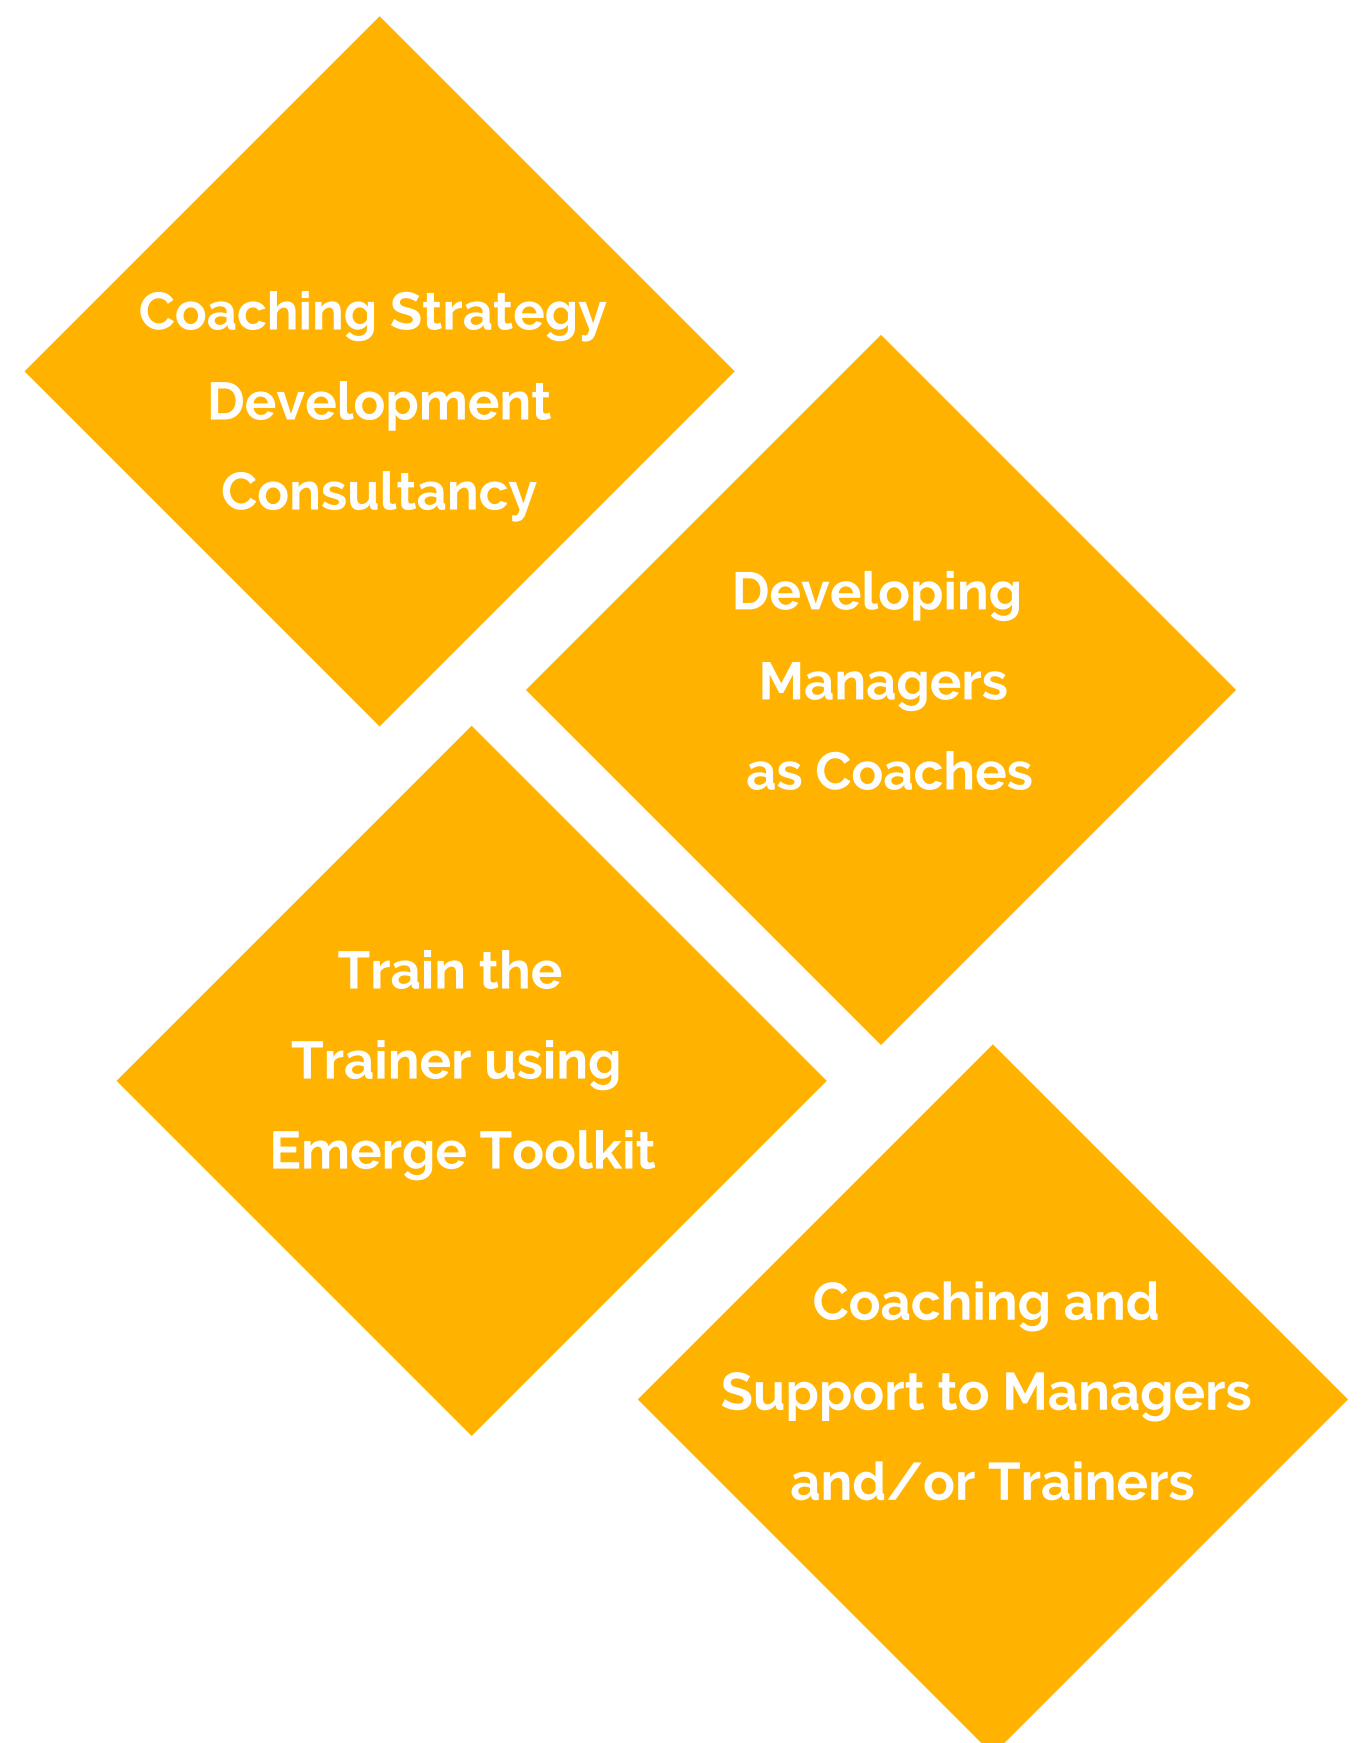 Coaching Strategy
Development
Consultancy
Developing
Managers
as Coaches
Train the
Trainer using
Emerge Toolkit
Coaching and
Support to Managers
and/or Trainers